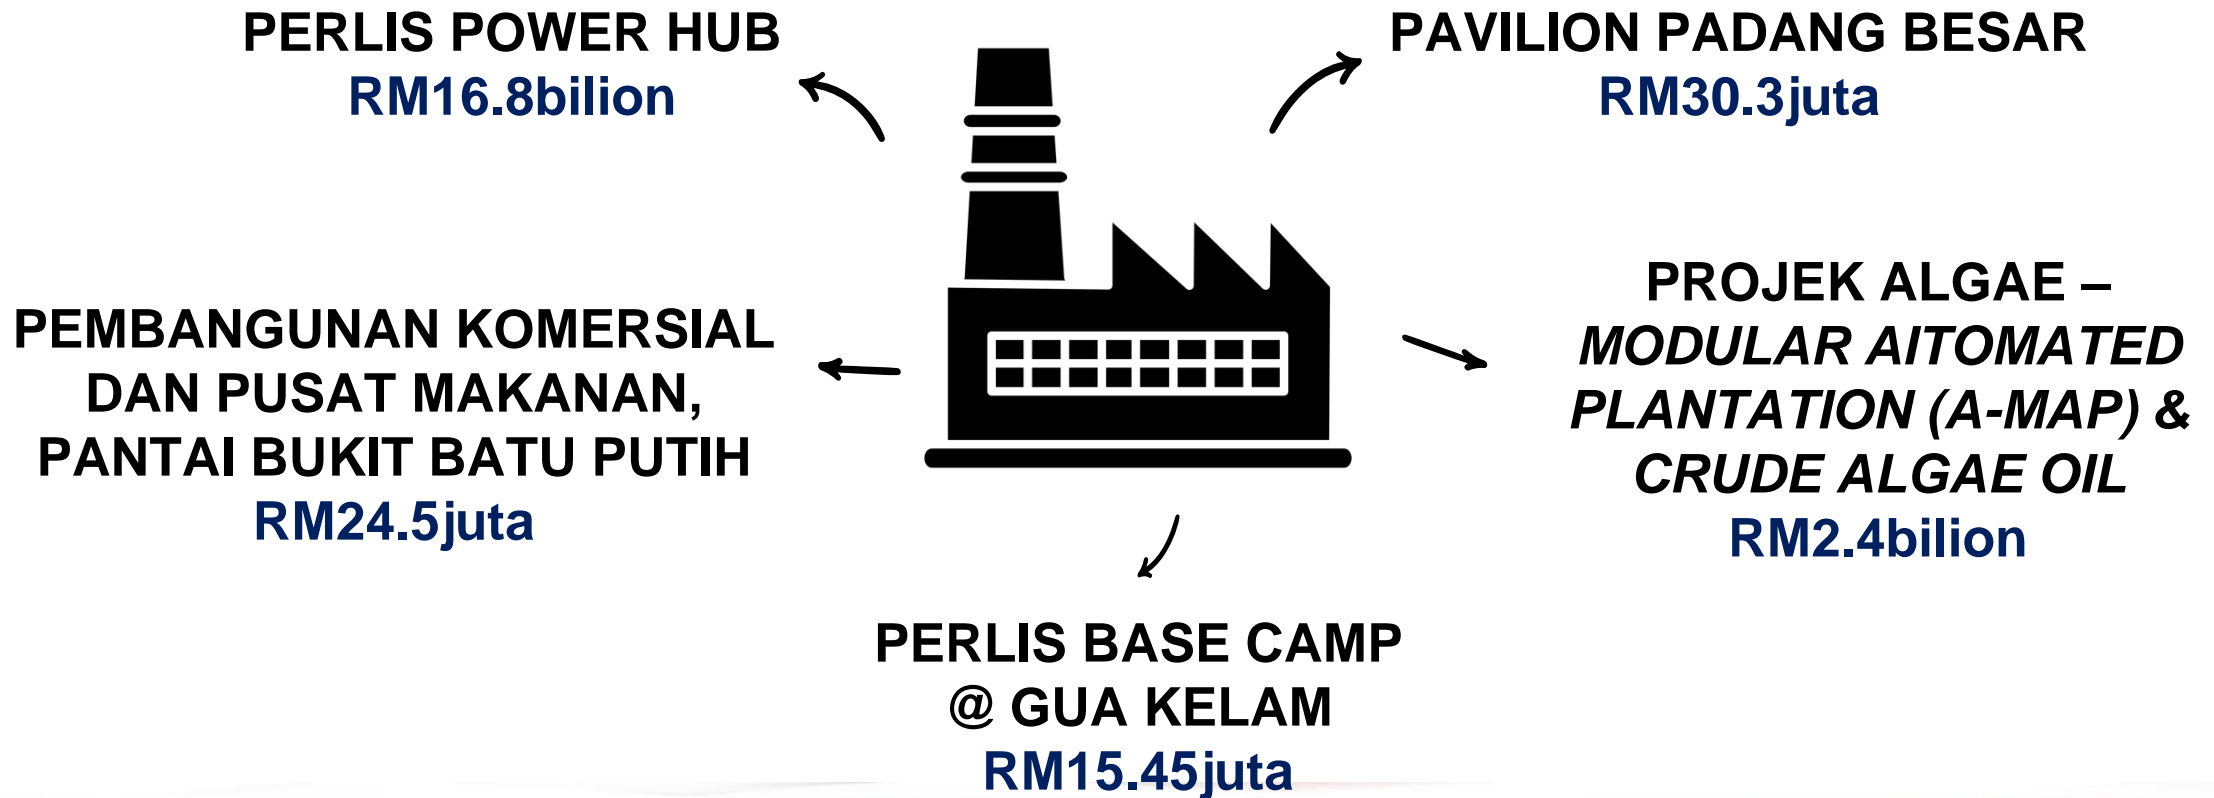 PERLIS POWER HUB
RM16.8bilion
PAVILION PADANG BESAR
RM30.3juta
PEMBANGUNAN KOMERSIAL
DAN PUSAT MAKANAN,
PANTAI BUKIT BATU PUTIH
RM24.5juta
PROJEK ALGAE –
MODULAR AITOMATED
PLANTATION (A-MAP) &
CRUDE ALGAE OIL
RM2.4bilion
PERLIS BASE CAMP
@ GUA KELAM
RM15.45juta